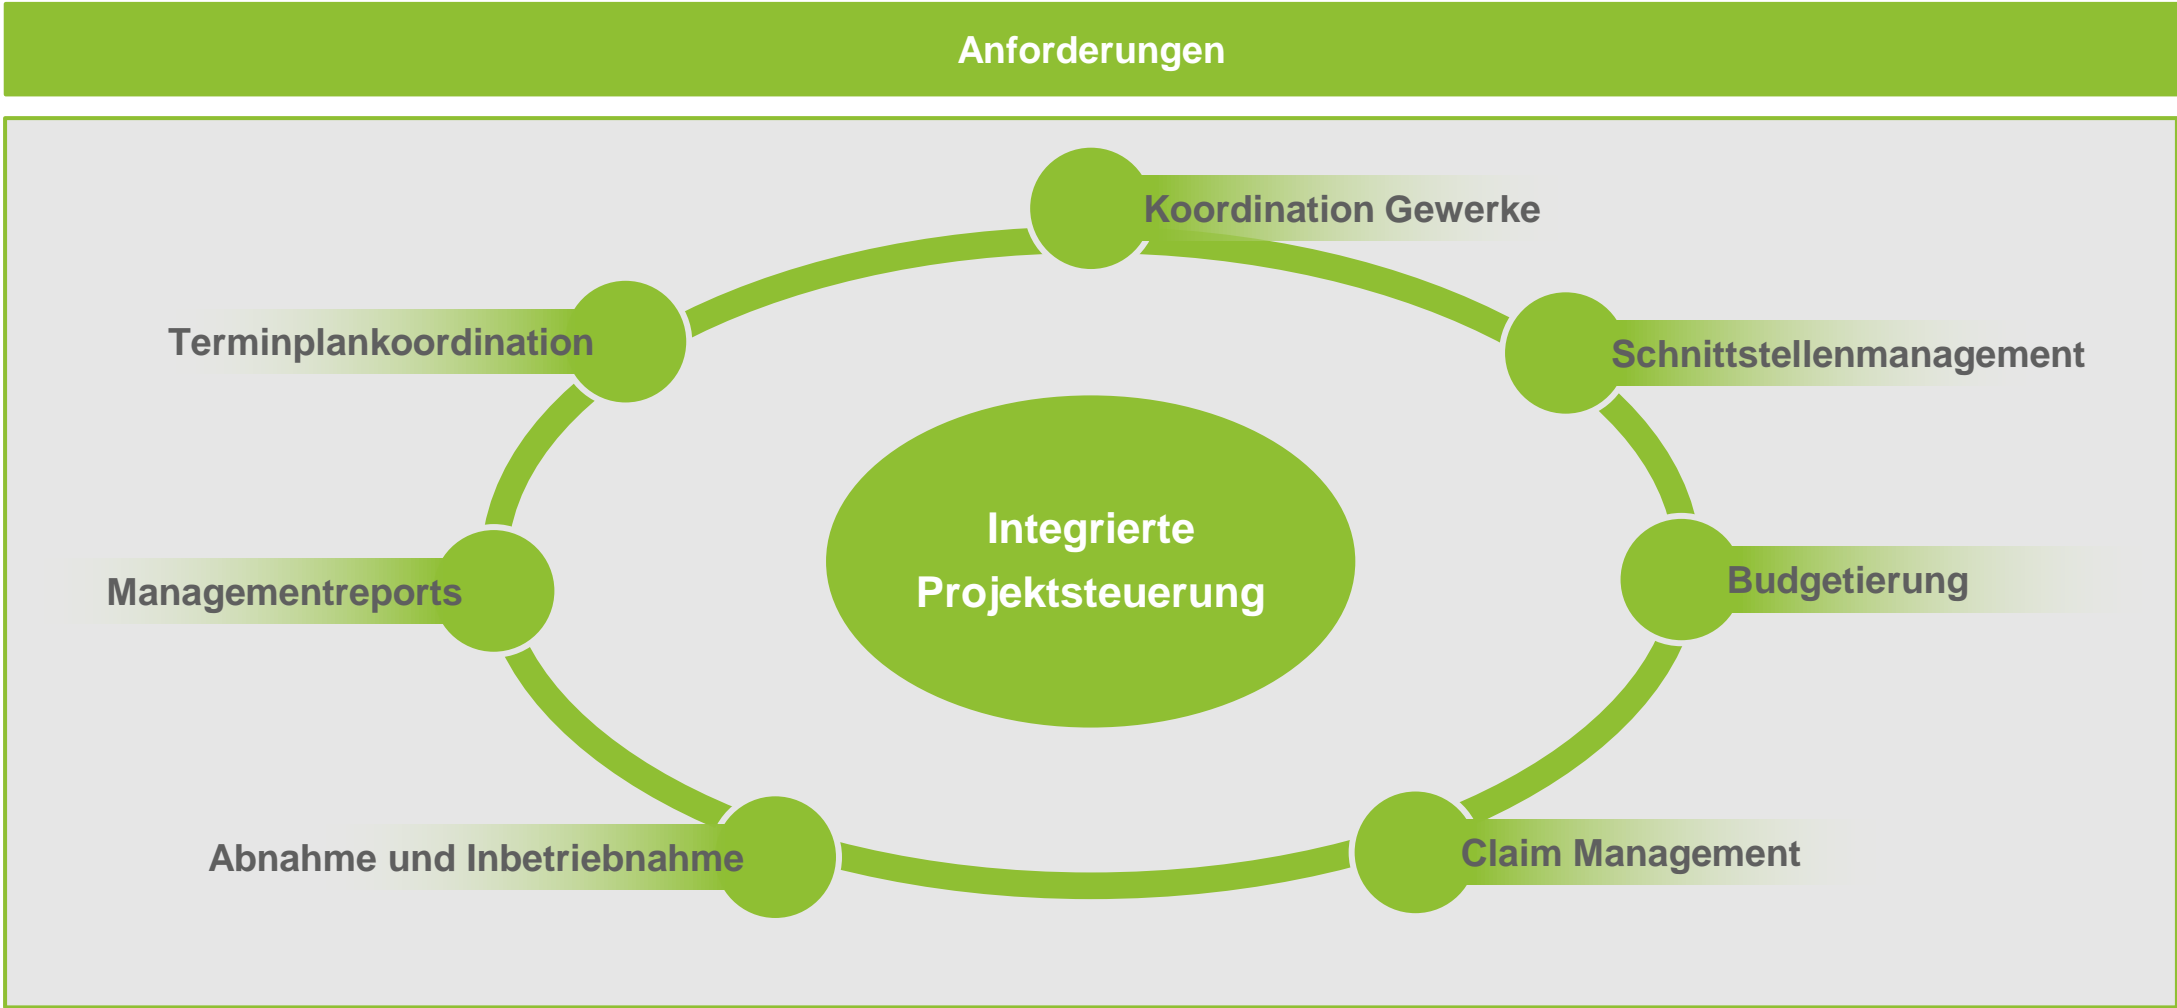 Anforderungen
Koordination Gewerke
Terminplankoordination
Schnittstellenmanagement
Integrierte
Projektsteuerung
Budgetierung
Managementreports
Claim Management
Abnahme und Inbetriebnahme